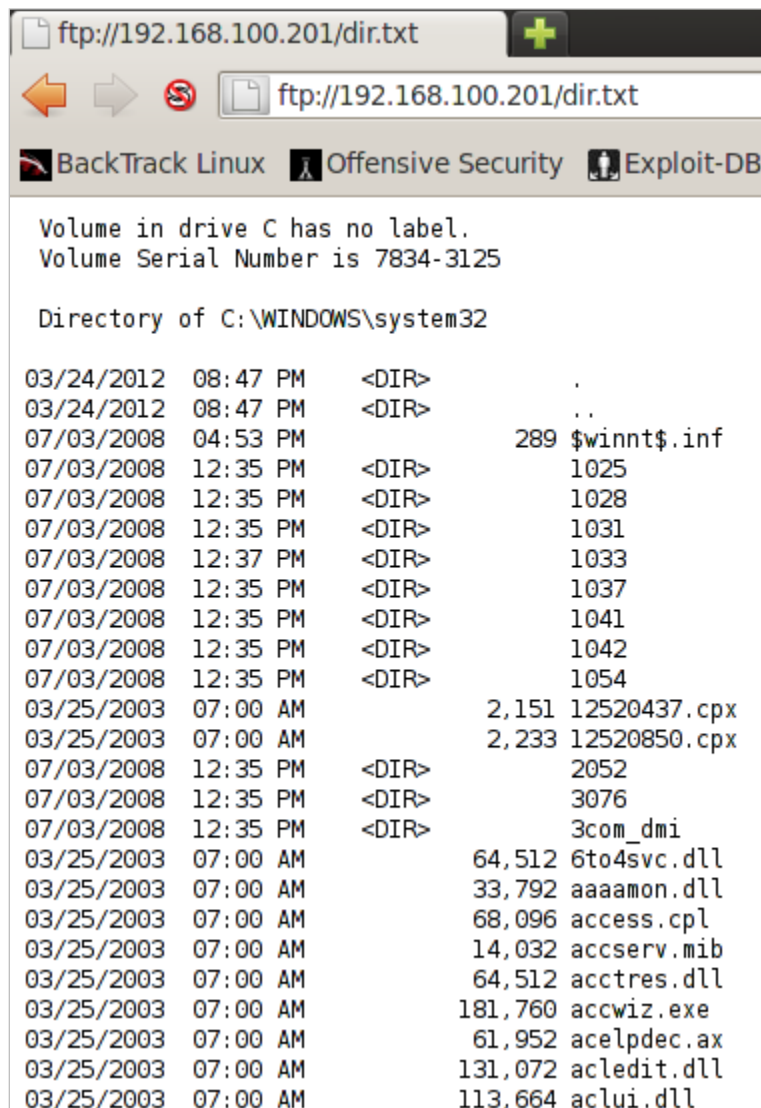 ftp://192.168.100.201/dir.txt
ftp://192.168.100.201/dir.txt
BackTrack Linux Offensive Security Exploit-DB
Volume in drive C has no label.
Volume Serial Number is 7834-3125
Directory of C:\WINDOWS\system32
03/24/2012 08:47 PM <DIR> .
03/24/2012 08:47 PM <DIR> ..
07/03/2008 04:53 PM 289 $winnt$.inf
07/03/2008 12:35 PM <DIR> 1025
07/03/2008 12:35 PM <DIR> 1028
07/03/2008 12:35 PM <DIR> 1031
07/03/2008 12:37 PM <DIR> 1033
07/03/2008 12:35 PM <DIR> 1037
07/03/2008 12:35 PM <DIR> 1041
07/03/2008 12:35 PM <DIR> 1042
07/03/2008 12:35 PM <DIR> 1054
03/25/2003 07:00 AM 2,151 12520437.cpx
03/25/2003 07:00 AM 2,233 12520850.cpx
07/03/2008 12:35 PM <DIR> 2052
07/03/2008 12:35 PM <DIR> 3076
07/03/2008 12:35 PM <DIR> 3com_dmi
03/25/2003 07:00 AM 64,512 6to4svc.dll
03/25/2003 07:00 AM 33,792 aaaamon.dll
03/25/2003 07:00 AM 68,096 access.cpl
03/25/2003 07:00 AM 14,032 accserv.mib
03/25/2003 07:00 AM 64,512 acctres.dll
03/25/2003 07:00 AM 181,760 accwiz.exe
03/25/2003 07:00 AM 61,952 acelpdec.ax
03/25/2003 07:00 AM 131,072 acledit.dll
03/25/2003 07:00 AM 113,664 aclui.dll